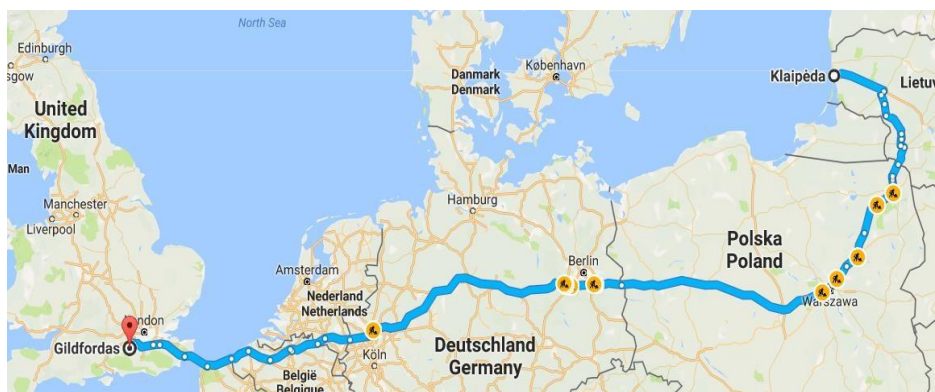 North Sea
Edinburgh
sgow
United
Kingdom
Man
Manchester
Liverpool
London
Gildfordas
Danmark
Denmark
København
Hamburg
Amsterdam
Nederland
Netherlands
België
Belgique
Köln
Berlin
Deutschland
Germany
Polska
Poland
Warszawa
Klaipėda
Lietuv